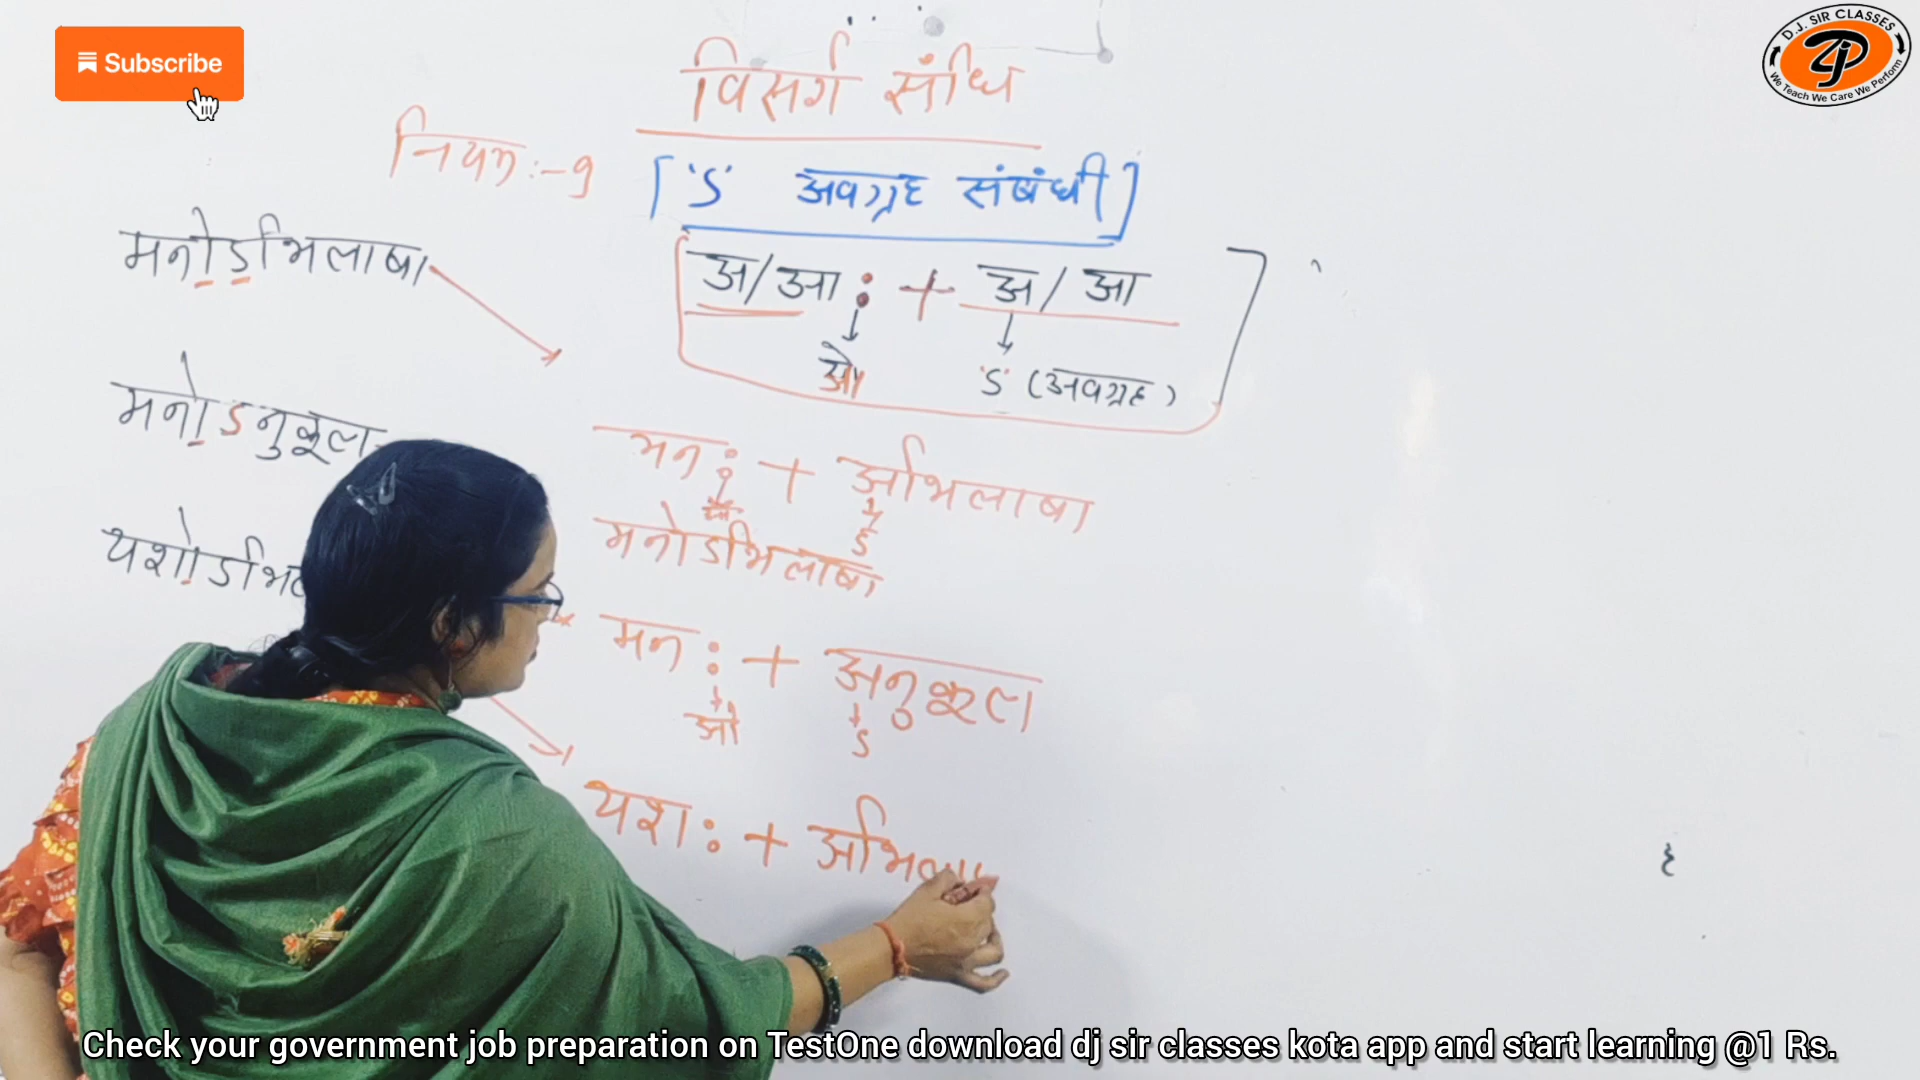 Subscribe
D.J. SIR CLASSES
We Teach We Care We Perform
विसर्ग संधि
नियम :- 9
['ऽ' अवग्रह संबंधी]
अ/आ : + अ/आ
ओ 'ऽ' (अवग्रह)
मनोऽभिलाषा
मनोऽनुकूल
यशोऽभि
मन : + अभिलाषा
ऽ
मनोऽभिलाषा
मन : + अनुकूल
ओ ऽ
यश : + अभिला
Check your government job preparation on TestOne download dj sir classes kota app and start learning @1 Rs.